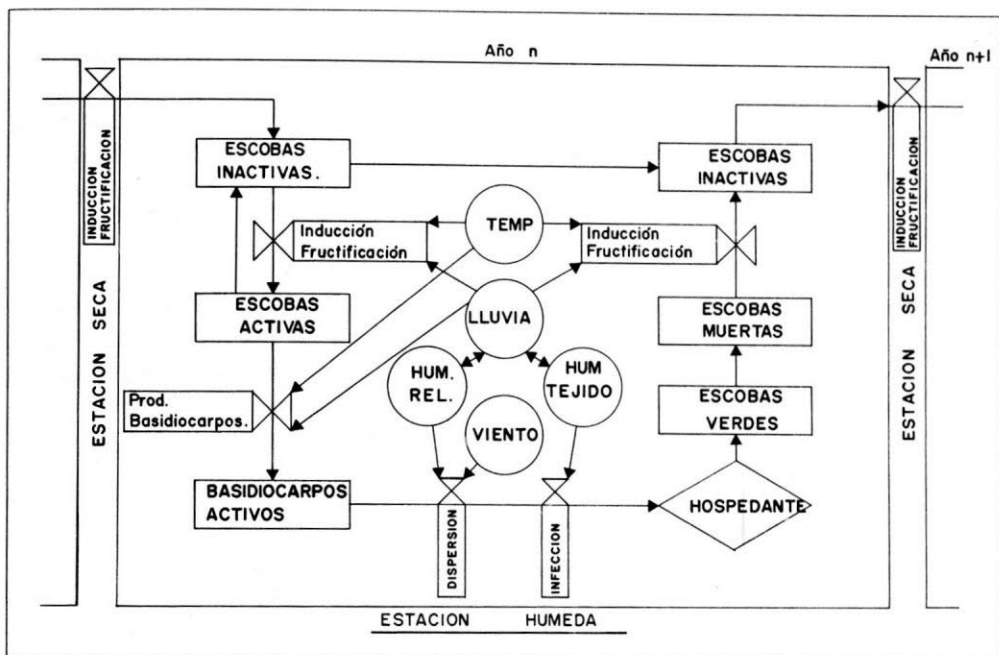 Año n
Año n+1
INDUCCION
FRUCTIFICACION
ESTACION SECA
ESCOBAS
INACTIVAS.
ESCOBAS
INACTIVAS
INDUCCION
FRUCTIFICACION
ESTACION SECA
Inducción
Fructificación
TEMP
Inducción
Fructificación
ESCOBAS
ACTIVAS
LLUVIA
ESCOBAS
MUERTAS
HUM.
REL.
HUM
TEJIDO
Prod.
Basidiocarpos.
VIENTO
ESCOBAS
VERDES
BASIDIOCARPOS
ACTIVOS
DISPERSION
INFECCION
HOSPEDANTE
ESTACION HUMEDA